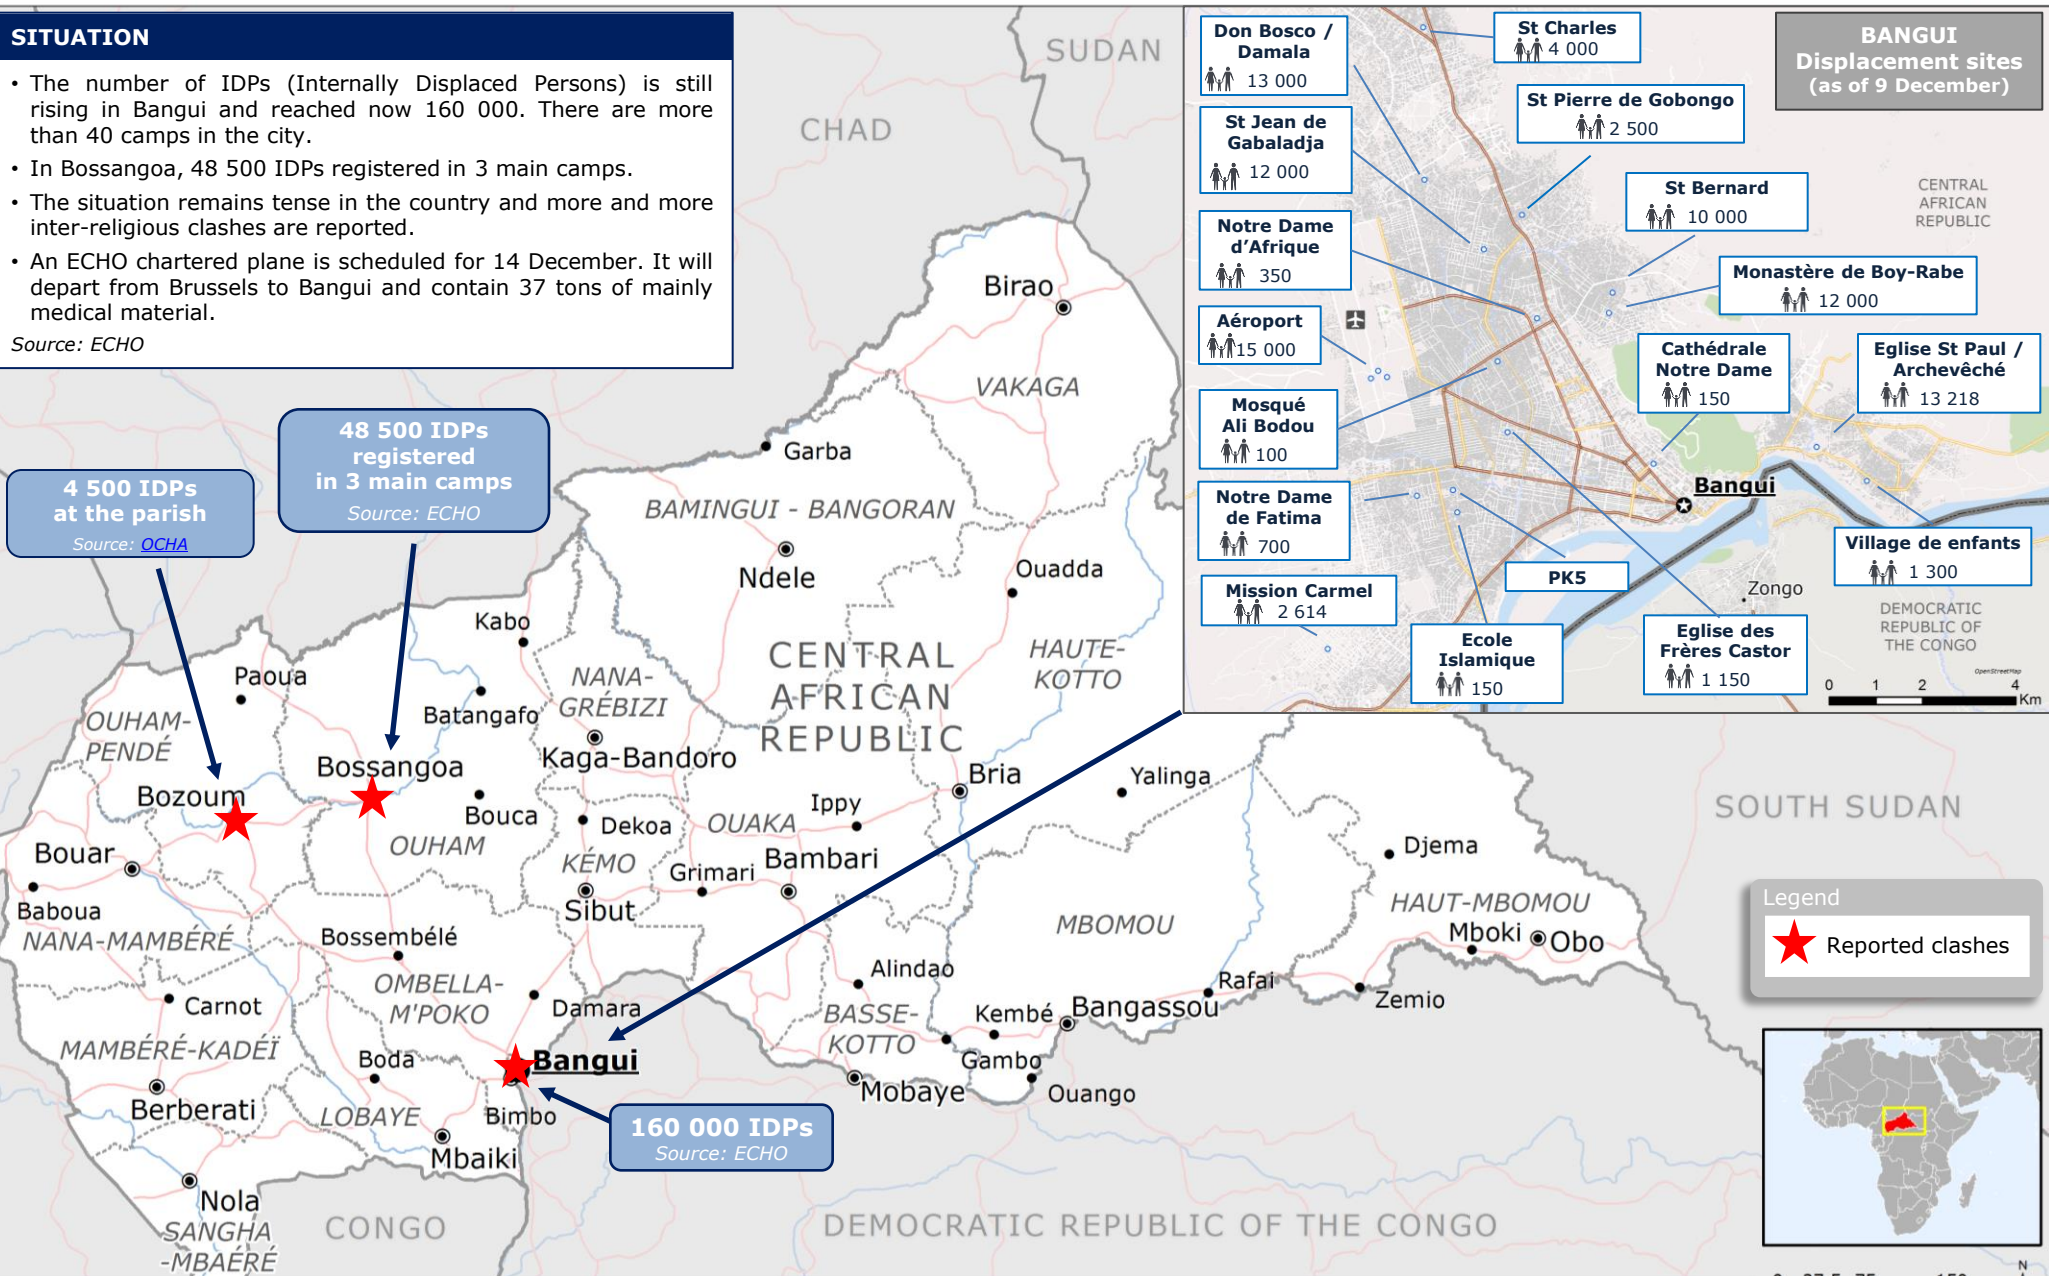 SITUATION
• The number of IDPs (Internally Displaced Persons) is still
rising in Bangui and reached now 160 000. There are more
than 40 camps in the city.
• In Bossangoa, 48 500 IDPs registered in 3 main camps.
• The situation remains tense in the country and more and more
inter-religious clashes are reported.
• An ECHO chartered plane is scheduled for 14 December. It will
depart from Brussels to Bangui and contain 37 tons of mainly
medical material.
Source: ECHO
BANGUI
Displacement sites
(as of 9 December)
Don Bosco /
Damala
13 000
St Charles
4 000
St Jean de
Gabaladja
12 000
St Pierre de Gobongo
2 500
St Bernard
10 000
CENTRAL
AFRICAN
REPUBLIC
Notre Dame
d'Afrique
350
Monastère de Boy-Rabe
12 000
Aéroport
15 000
Cathédrale
Notre Dame
150
Eglise St Paul /
Archevêché
13 218
Mosqué
Ali Bodou
100
Notre Dame
de Fatima
700
Bangui
Village de enfants
1 300
PK5
Mission Carmel
2 614
Zongo
DEMOCRATIC
REPUBLIC OF
THE CONGO
Ecole
Islamique
150
Eglise des
Frères Castor
1 150
OpenStreetMap
0 1 2 4
Km
SUDAN
CHAD
Birao
VAKAGA
48 500 IDPs
registered
in 3 main camps
Source: ECHO
4 500 IDPs
at the parish
Source: OCHA
Garba
BAMINGUI - BANGORAN
Ndele
Ouadda
Kabo
CENTRAL
AFRICAN
REPUBLIC
HAUTE-
KOTTO
Paoua
NANA-
GRÉBIZI
Batangafo
OUHAM-
PENDÉ
Kaga-Bandoro
Bossangoa
Bria
Yalinga
Bozoum
Bouca
Ippy
SOUTH SUDAN
Dekoa
OUAKA
OUHAM
Djema
Bouar
KÉMO
Grimari
Bambari
Legend
Reported clashes
Baboua
Sibut
HAUT-MBOMOU
MBOMOU
NANA-MAMBÉRÉ
Bossembélé
Mboki
Obo
Alindao
OMBELLA-
M'POKO
Rafai
Zemio
Carnot
Damara
BASSE-
KOTTO
Kembé
Bangassou
MAMBÉRÉ-KADÉÏ
Boda
Bangui
Gambo
Mobaye
Ouango
Berberati
LOBAYE
Bimbo
160 000 IDPs
Source: ECHO
Mbaiki
Nola
SANGHA
-MBAÉRÉ
CONGO
DEMOCRATIC REPUBLIC OF THE CONGO
N